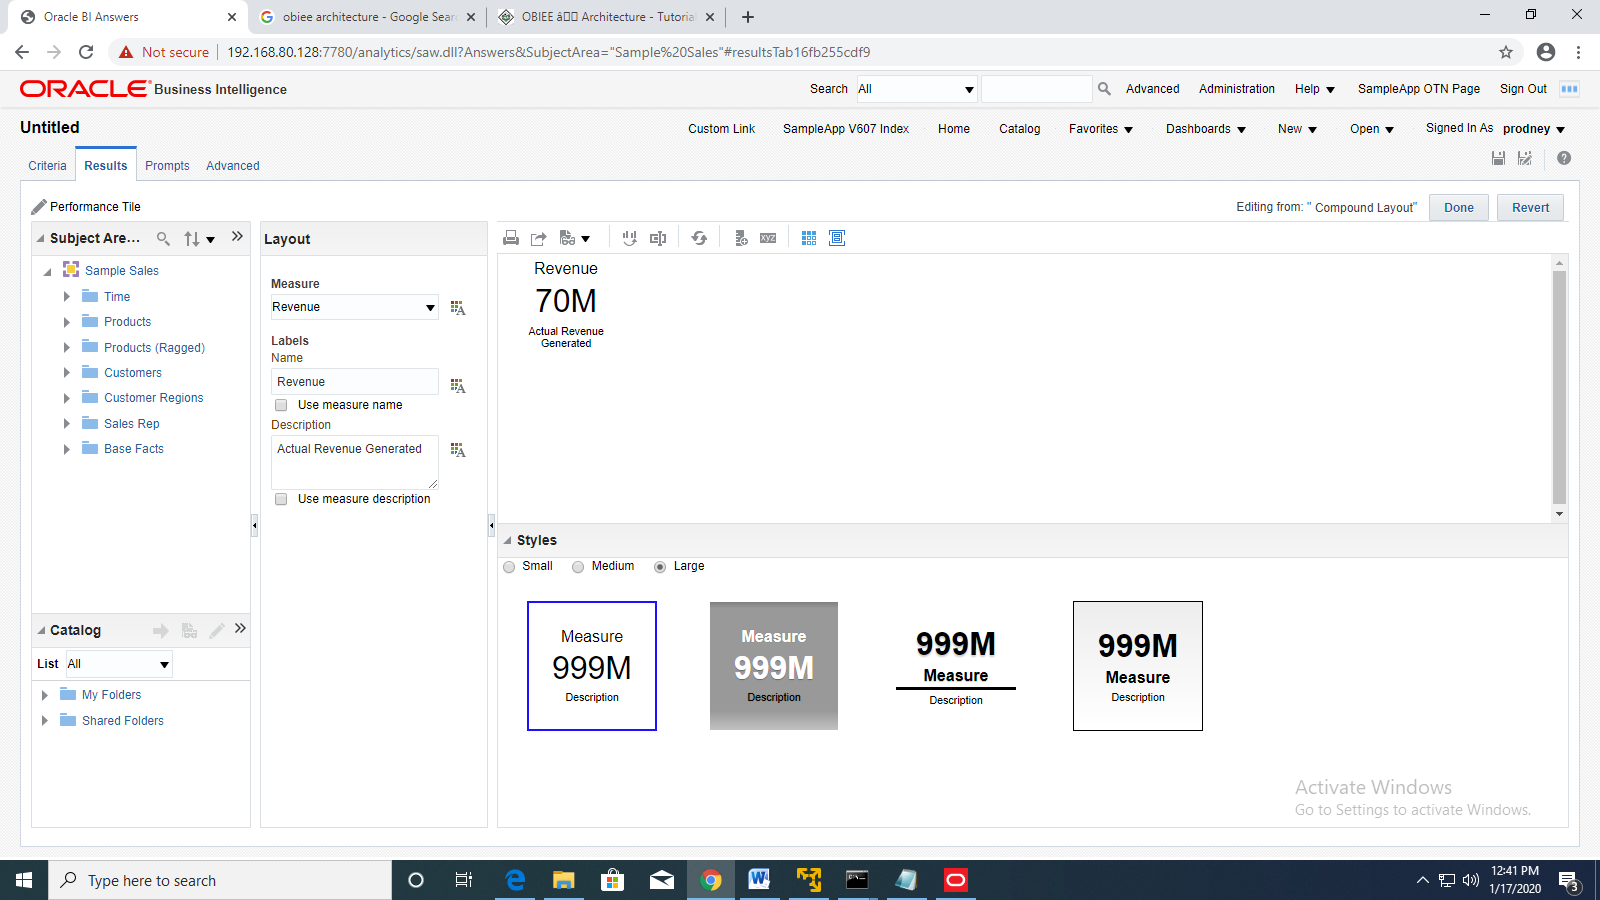 Oracle BI Answers
obiee architecture - Google Sear
OBIEE â Architecture - Tutoria
Not secure
192.168.80.128:7780/analytics/saw.dll?Answers&SubjectArea="Sample%20Sales"#resultsTab16fb255cdf9
ORACLE Business Intelligence
Search All Advanced Administration Help SampleApp OTN Page Sign Out
Untitled
Custom Link SampleApp V607 Index Home Catalog Favorites Dashboards New Open Signed In As prodney
Criteria Results Prompts Advanced
Performance Tile
Editing from: " Compound Layout" Done Revert
Subject Are...
Sample Sales
Time
Products
Products (Ragged)
Customers
Customer Regions
Sales Rep
Base Facts
Catalog
List All
My Folders
Shared Folders
Layout
Measure
Revenue
Labels
Name
Revenue
Use measure name
Description
Actual Revenue Generated
Use measure description
XYZ
Revenue
70M
Actual Revenue
Generated
Styles
Small Medium Large
Measure
999M
Description
Measure
999M
Description
999M
Measure
Description
999M
Measure
Description
Activate Windows
Go to Settings to activate Windows.
Type here to search
12:41 PM
1/17/2020
3